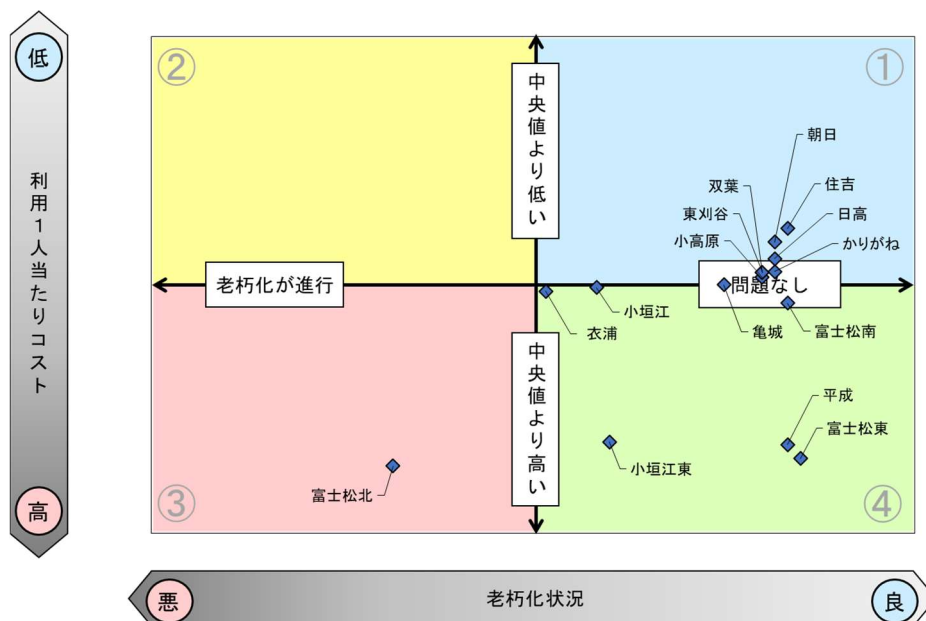 低
利用1人当たりコスト
高
②
①
中央値より低い
朝日
双葉
住吉
東刈谷
日高
小高原
かりがね
老朽化が進行
問題なし
小垣江
衣浦
亀城
富士松南
中央値より高い
平成
富士松東
小垣江東
富士松北
③
④
悪
老朽化状況
良